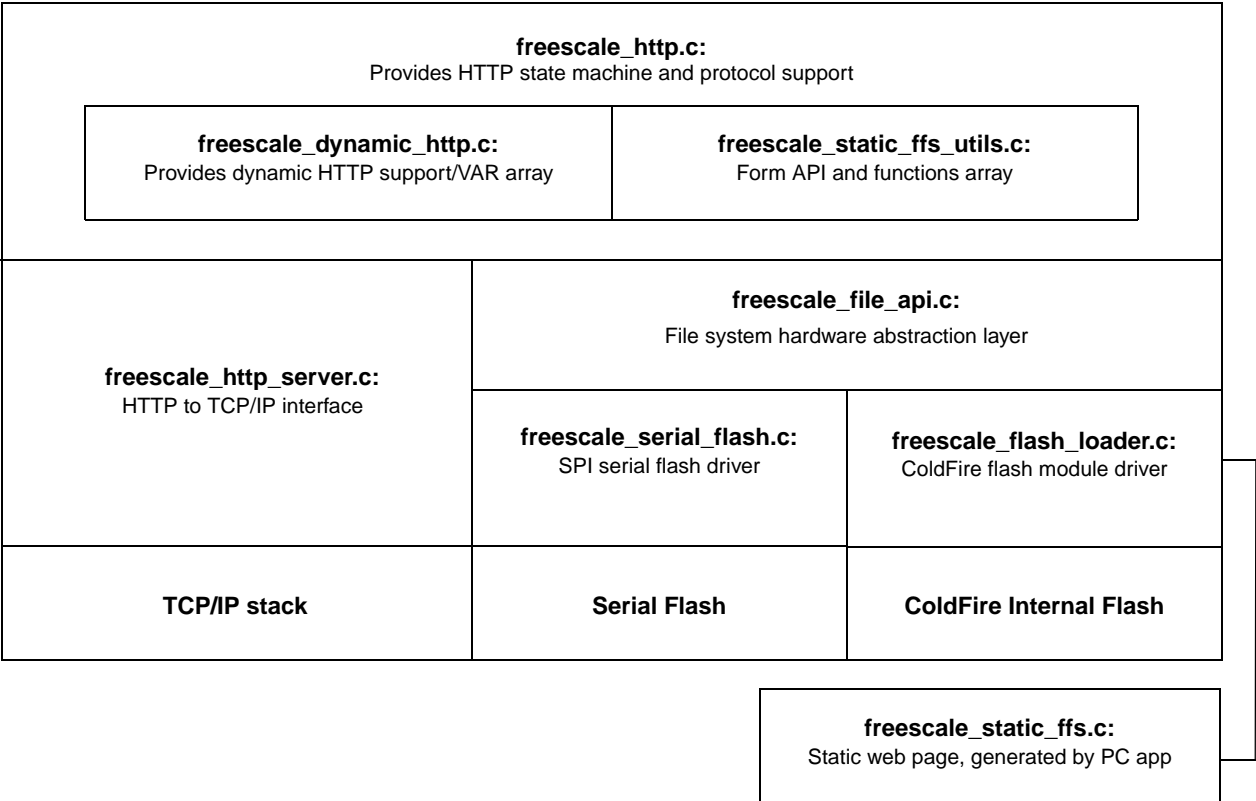 freescale_http.c:
Provides HTTP state machine and protocol support
freescale_dynamic_http.c:
Provides dynamic HTTP support/VAR array
freescale_static_ffs_utils.c:
Form API and functions array
freescale_http_server.c:
HTTP to TCP/IP interface
freescale_file_api.c:
File system hardware abstraction layer
freescale_serial_flash.c:
SPI serial flash driver
freescale_flash_loader.c:
ColdFire flash module driver
TCP/IP stack
Serial Flash
ColdFire Internal Flash
freescale_static_ffs.c:
Static web page, generated by PC app